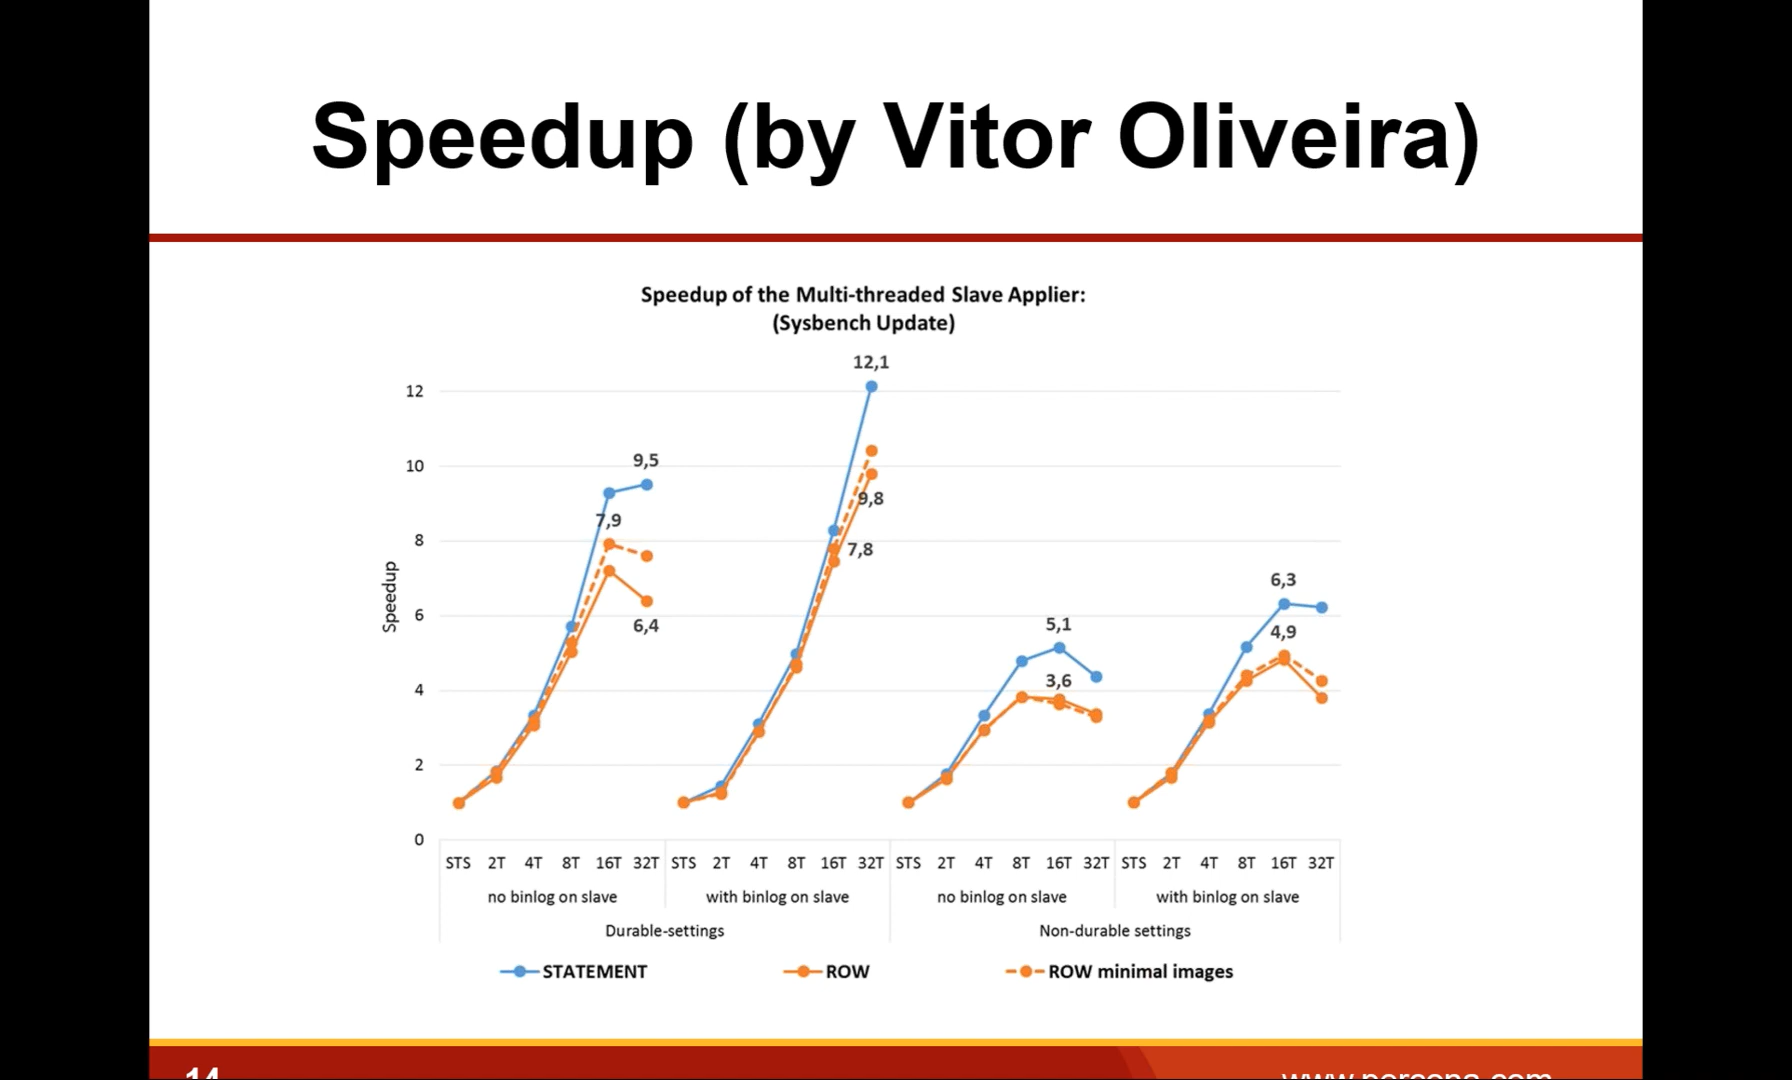 Speedup (by Vitor Oliveira)
Speedup of the Multi-threaded Slave Applier:
(Sysbench Update)
12,1
12
10
9,5
9,8
8
7,9
7,8
Speedup
6
6,4
6,3
5,1
4,9
4
3,6
2
0
STS 2T 4T 8T 16T 32T STS 2T 4T 8T 16T 32T STS 2T 4T 8T 16T 32T STS 2T 4T 8T 16T 32T
no binlog on slave with binlog on slave no binlog on slave with binlog on slave
Durable-settings Non-durable settings
STATEMENT ROW ROW minimal images
14 www.percona.com